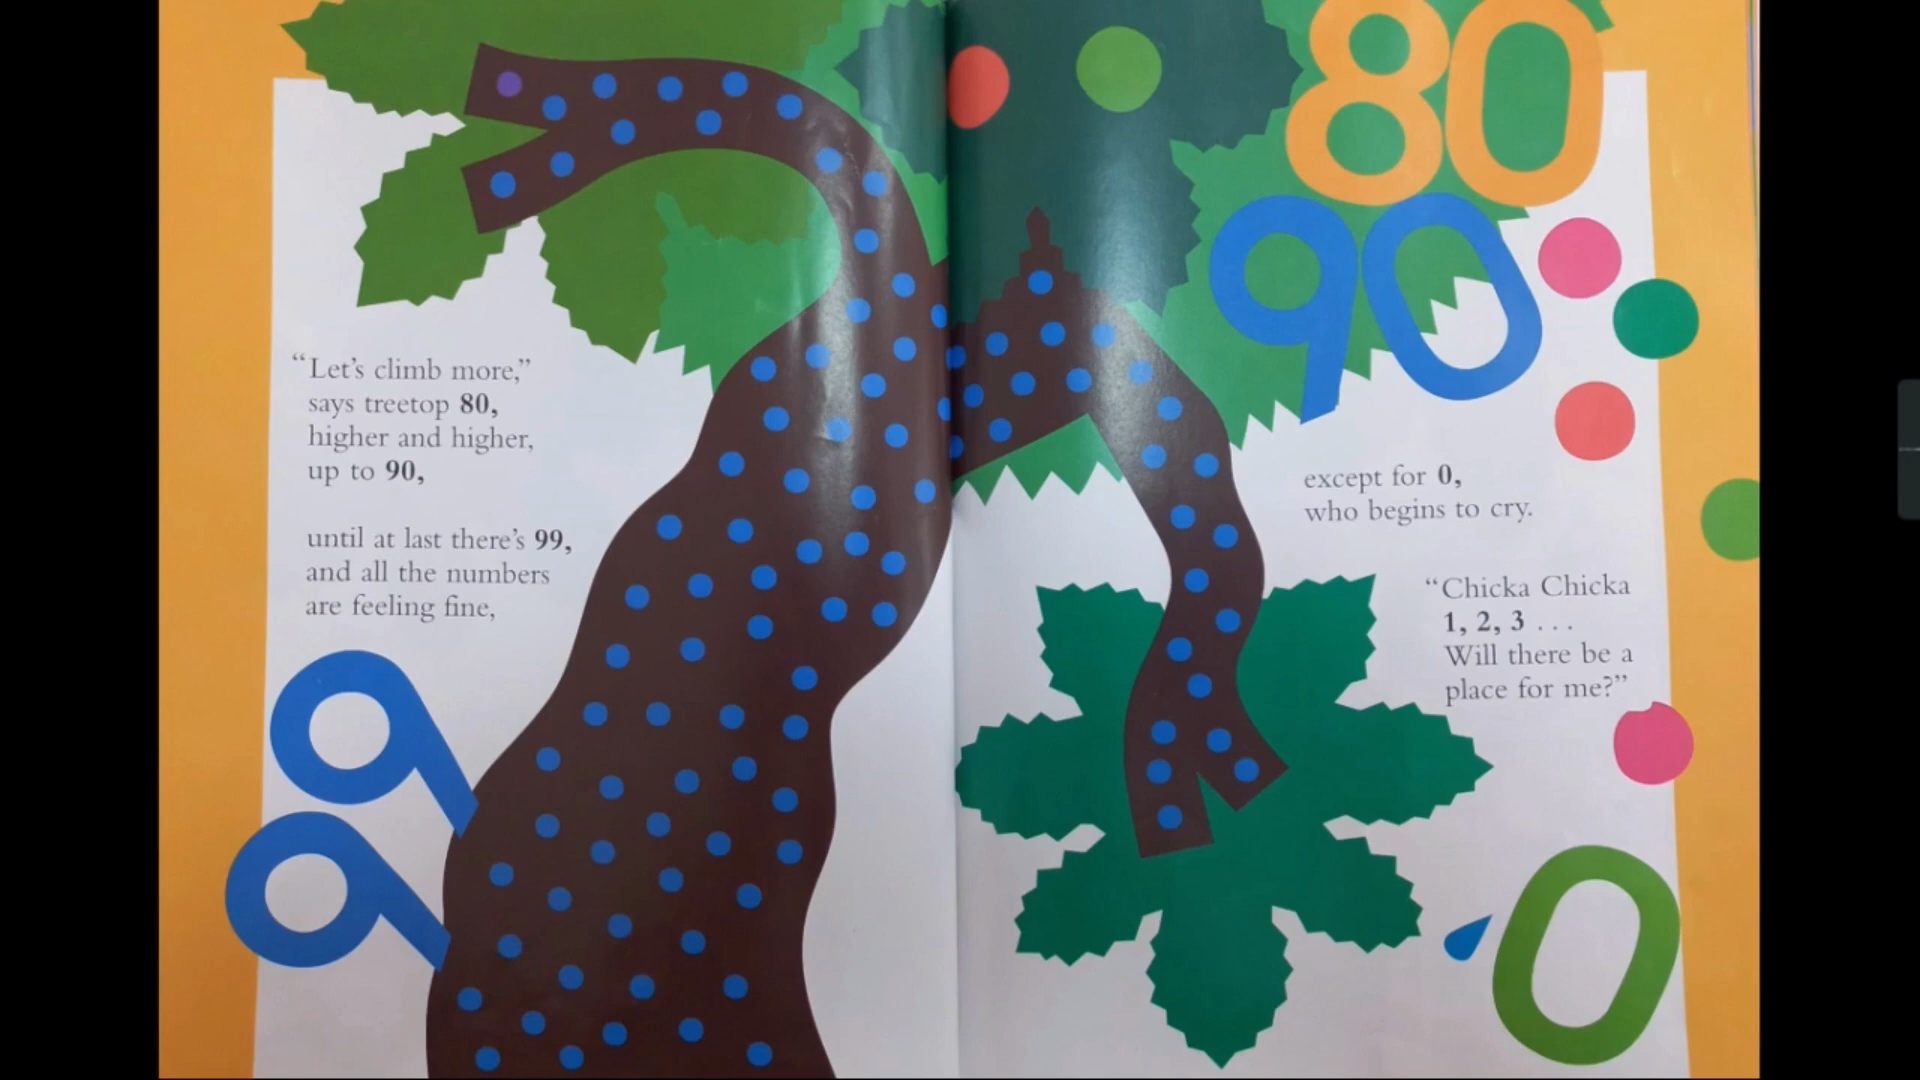 80
90
“Let’s climb more,”
says treetop 80,
higher and higher,
up to 90,
until at last there’s 99,
and all the numbers
are feeling fine,
99
except for 0,
who begins to cry.
“Chicka Chicka
1, 2, 3 . . .
Will there be a
place for me?”
0